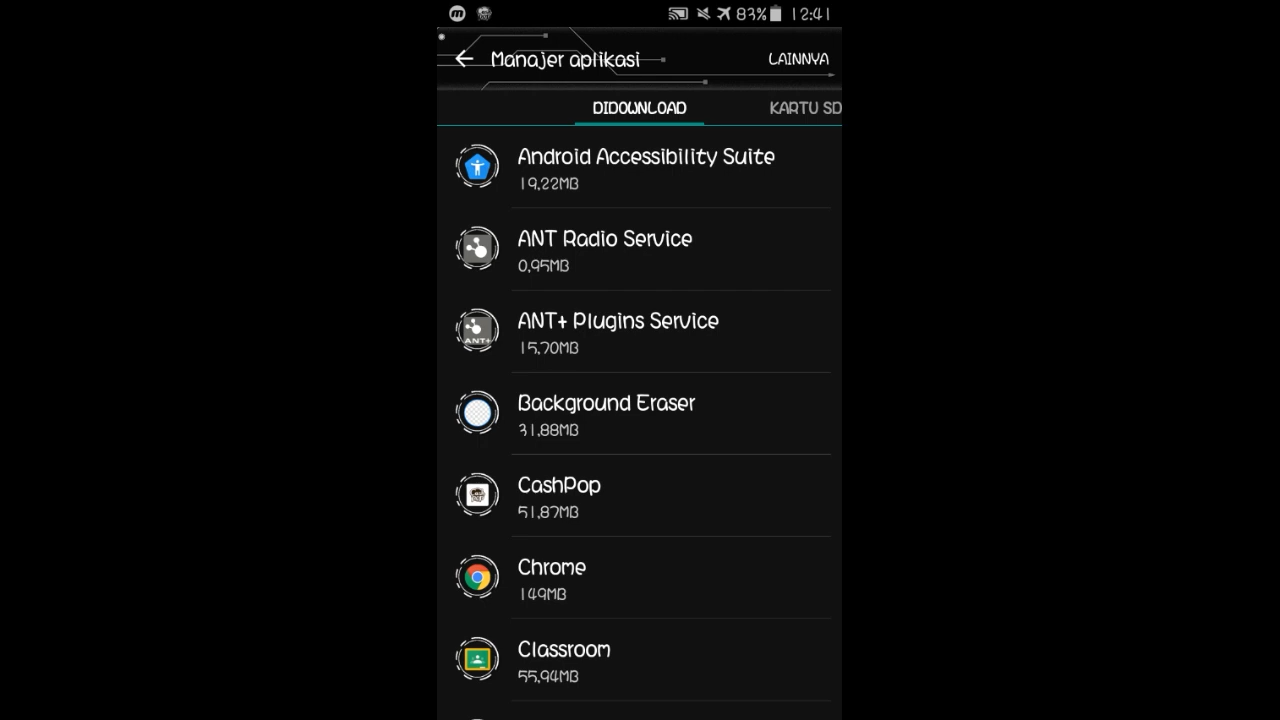 83% 12:41
Manajer aplikasi LAINNYA
DIDOWNLOAD KARTU SD
Android Accessibility Suite
19,22MB
ANT Radio Service
0,95MB
ANT+ Plugins Service
15,70MB
ANT+
Background Eraser
31,88MB
CashPop
51,87MB
Chrome
149MB
Classroom
55,94MB